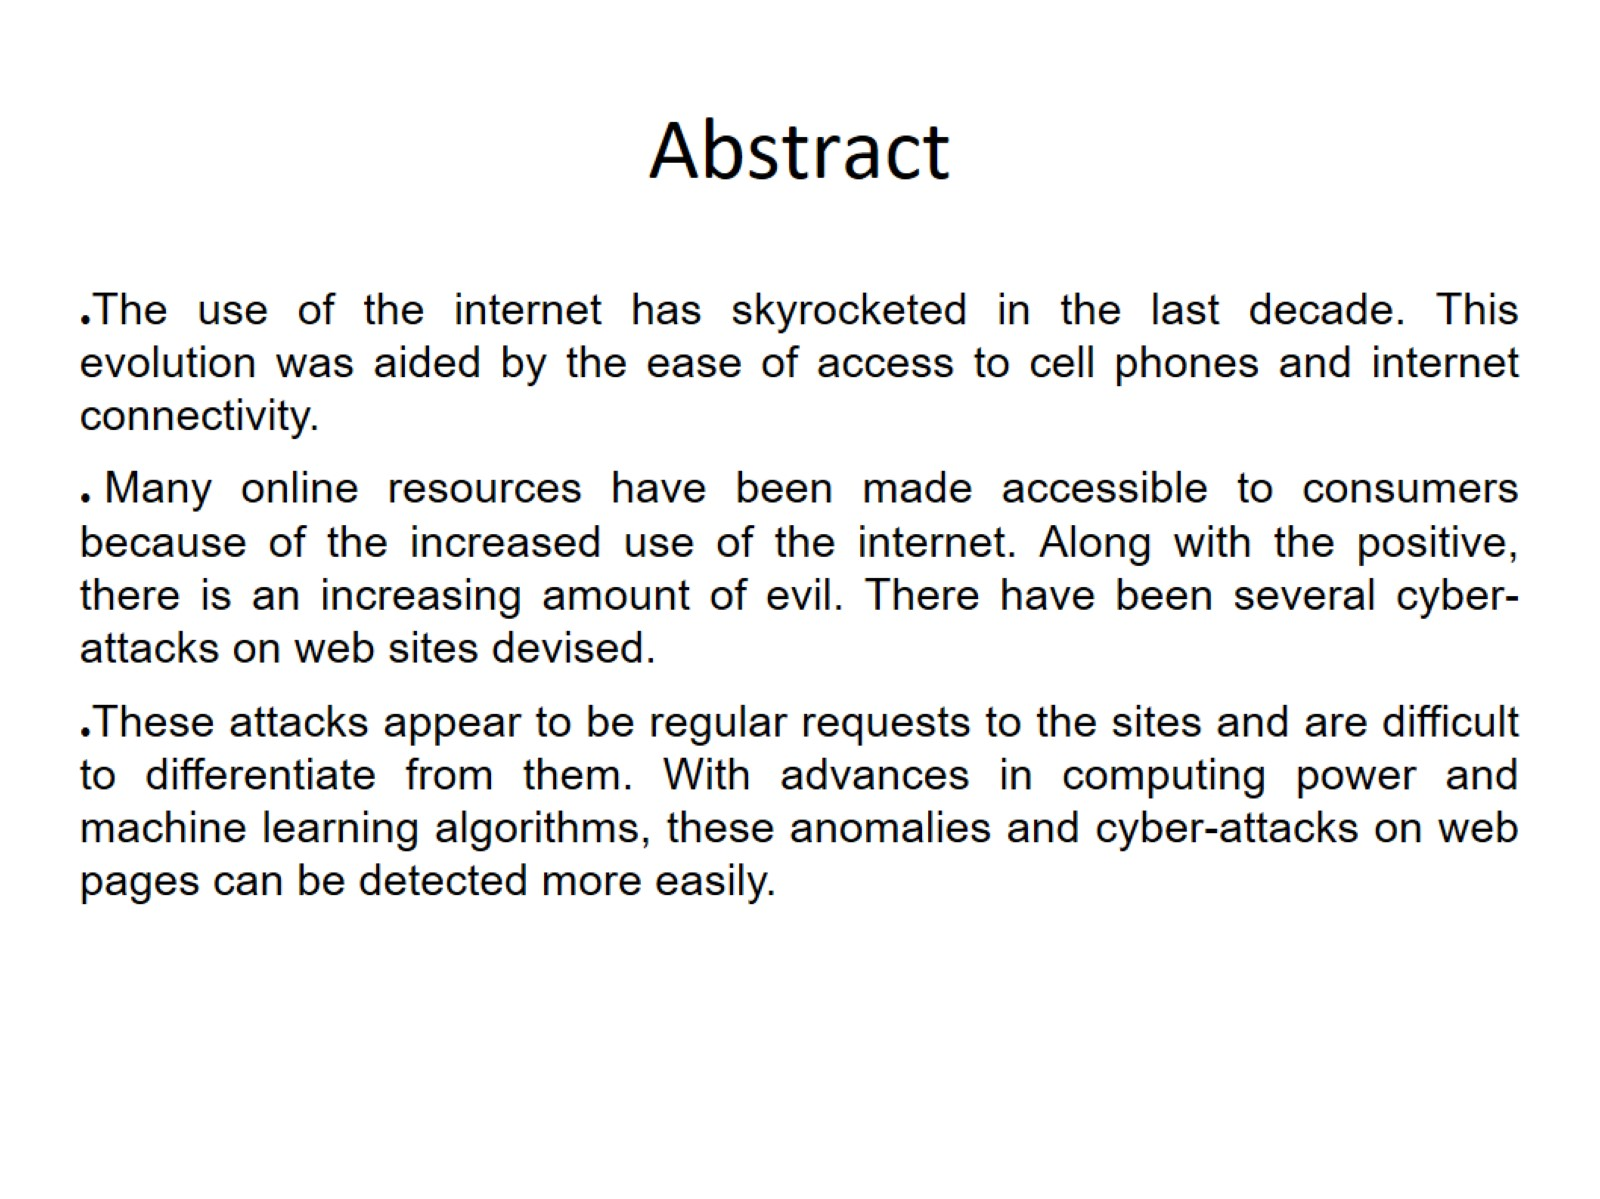 Abstract
.The use of the internet has skyrocketed in the last decade. This
evolution was aided by the ease of access to cell phones and internet
connectivity.
. Many online resources have been made accessible to consumers
because of the increased use of the internet. Along with the positive,
there is an increasing amount of evil. There have been several cyber-
attacks on web sites devised.
.These attacks appear to be regular requests to the sites and are difficult
to differentiate from them. With advances in computing power and
machine learning algorithms, these anomalies and cyber-attacks on web
pages can be detected more easily.